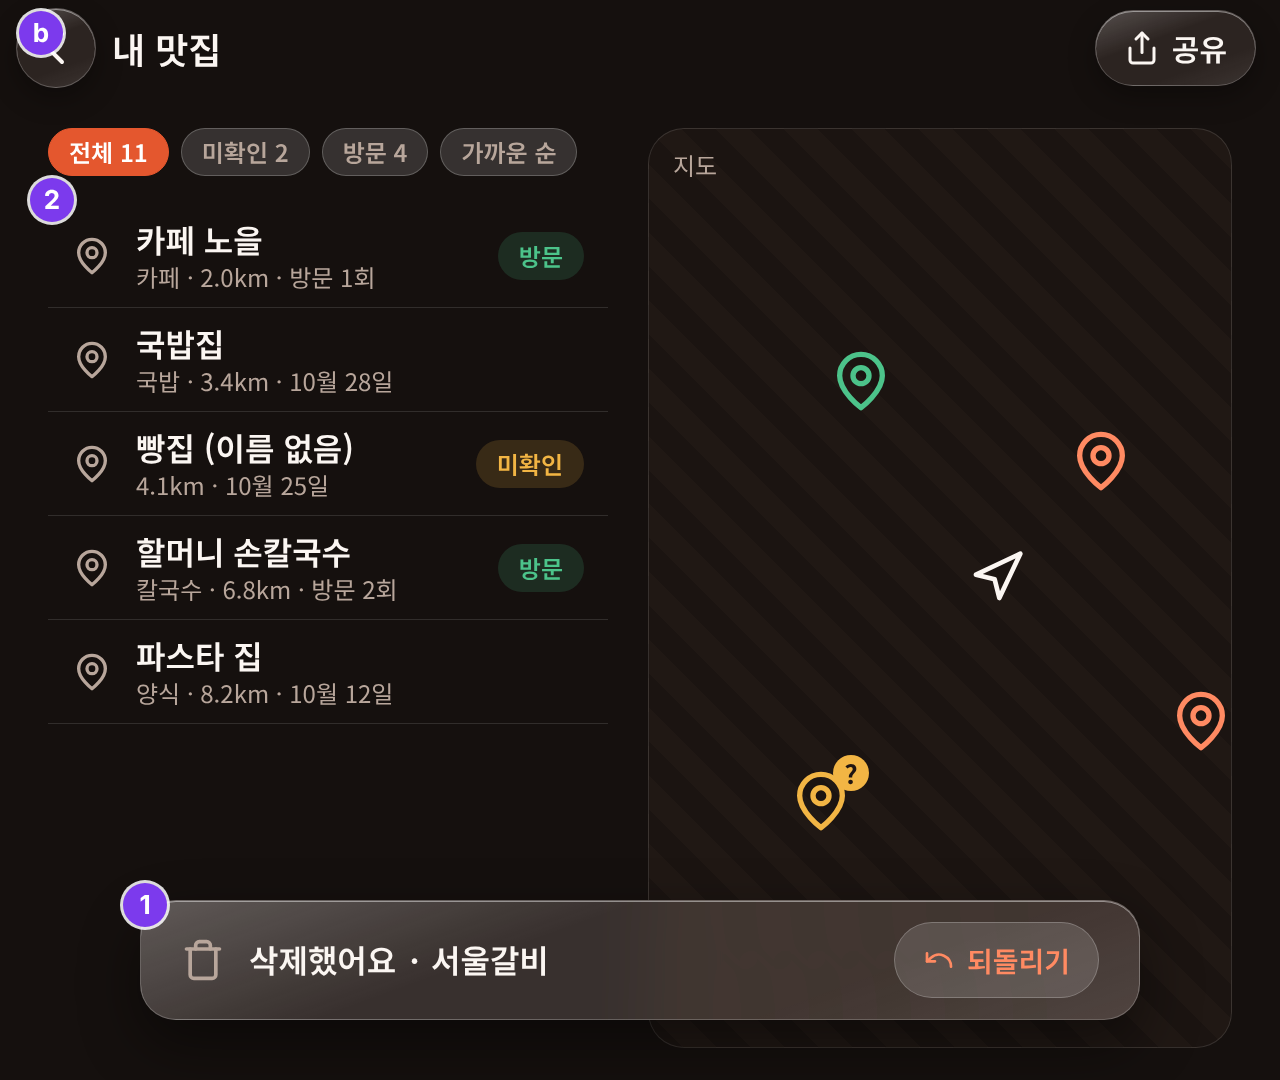 b
내 맛집
공유
전체 11
미확인 2
방문 4
가까운 순
2
카페 노을
카페 · 2.0km · 방문 1회
방문
국밥집
국밥 · 3.4km · 10월 28일
빵집 (이름 없음)
4.1km · 10월 25일
미확인
할머니 손칼국수
칼국수 · 6.8km · 방문 2회
방문
파스타 집
양식 · 8.2km · 10월 12일
지도
?
1
삭제했어요 · 서울갈비
되돌리기